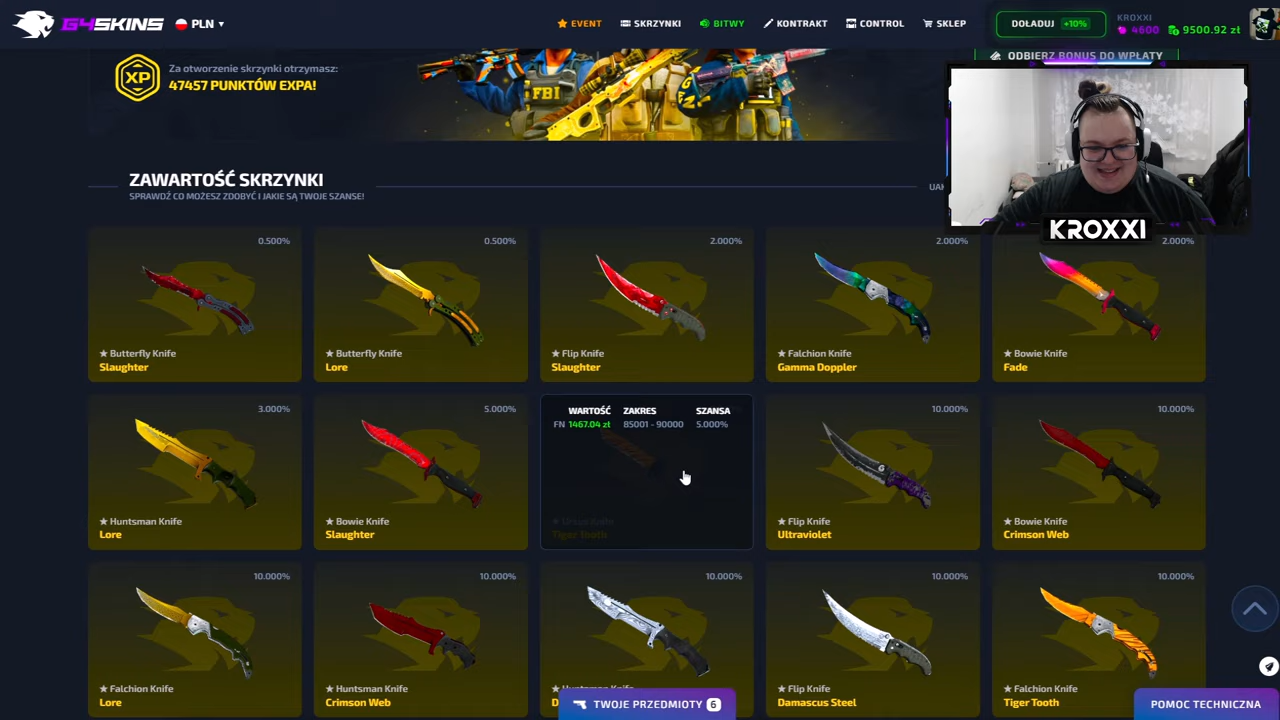 G4SKINS
PLN
EVENT
SKRZYNKI
BITWY
KONTRAKT
CONTROL
SKLEP
DOŁADUJ +10%
KROXXI
4600
9500.92 zł
ODBIERZ BONUS DO WPŁATY
XP
Za otworzenie skrzynki otrzymasz:
47457 PUNKTÓW EXPA!
FBI
KROXXI
ZAWARTOŚĆ SKRZYNKI
SPRAWDŹ CO MOŻESZ ZDOBYĆ I JAKIE SĄ TWOJE SZANSE!
0.500%
★ Butterfly Knife
Slaughter
0.500%
★ Butterfly Knife
Lore
2.000%
★ Flip Knife
Slaughter
2.000%
★ Falchion Knife
Gamma Doppler
2.000%
★ Bowie Knife
Fade
3.000%
★ Huntsman Knife
Lore
5.000%
★ Bowie Knife
Slaughter
WARTOŚĆ ZAKRES SZANSA
FN 1467.04 zł 85001 - 90000 5.000%
Tiger Tooth
10.000%
★ Flip Knife
Ultraviolet
10.000%
★ Bowie Knife
Crimson Web
10.000%
★ Falchion Knife
Lore
10.000%
★ Huntsman Knife
Crimson Web
10.000%
★ Huntsman Knife
10.000%
★ Flip Knife
Damascus Steel
10.000%
★ Falchion Knife
Tiger Tooth
TWOJE PRZEDMIOTY 6
POMOC TECHNICZNA